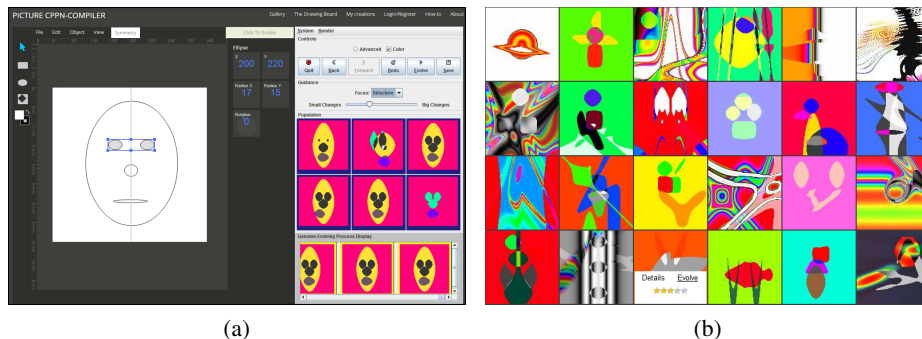 PICTURE CPPN-COMPILER
Gallery The Drawing Board My creations Login/Register How to About
File Edit Object View Symmetry
Click To Evolve
Ellipse
X Y
200 220
Radius X Radius Y
17 15
Rotation
0
System Render
Controls
Advanced Color
Quit Back Forward Redo Evolve Save
Guidance
Focus: Structure
Small Changes Big Changes
Population
Genome Evolving Process Display
Details Evolve
(a) (b)